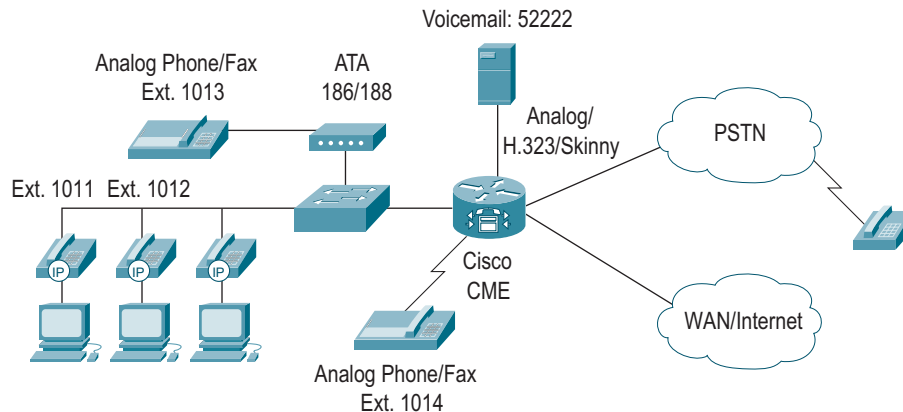 Voicemail: 52222
Analog Phone/Fax
Ext. 1013
ATA
186/188
Analog/
H.323/Skinny
PSTN
Ext. 1011
Ext. 1012
IP
IP
IP
Cisco
CME
WAN/Internet
Analog Phone/Fax
Ext. 1014